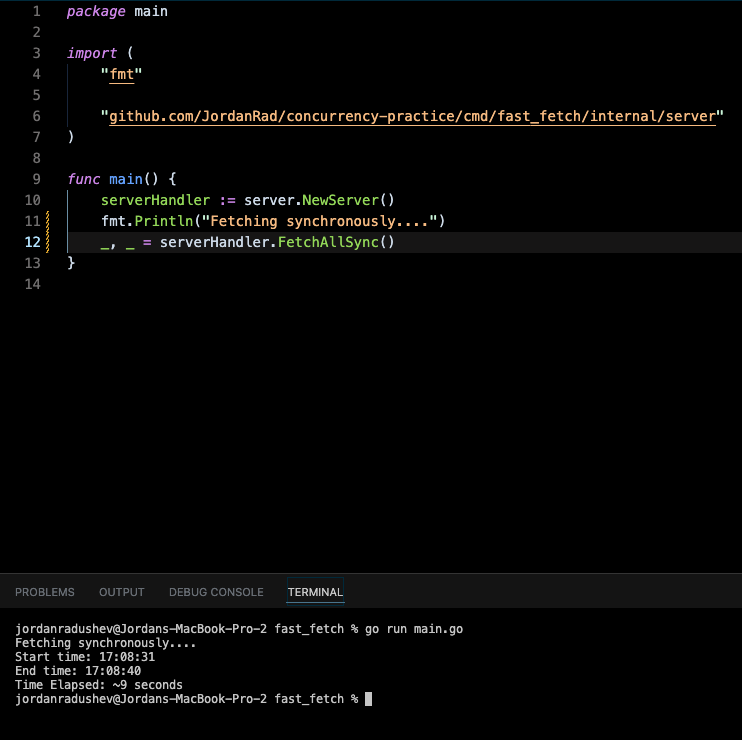 1 package main
2
3 import (
4 "fmt"
5
6 "github.com/JordanRad/concurrency-practice/cmd/fast_fetch/internal/server"
7 )
8
9 func main() {
10 serverHandler := server.NewServer()
11 fmt.Println("Fetching synchronously....")
12 _, _ = serverHandler.FetchAllSync()
13 }
14
PROBLEMS OUTPUT DEBUG CONSOLE TERMINAL
jordanradushev@Jordans-MacBook-Pro-2 fast_fetch % go run main.go
Fetching synchronously....
Start time: 17:08:31
End time: 17:08:40
Time Elapsed: ~9 seconds
jordanradushev@Jordans-MacBook-Pro-2 fast_fetch %